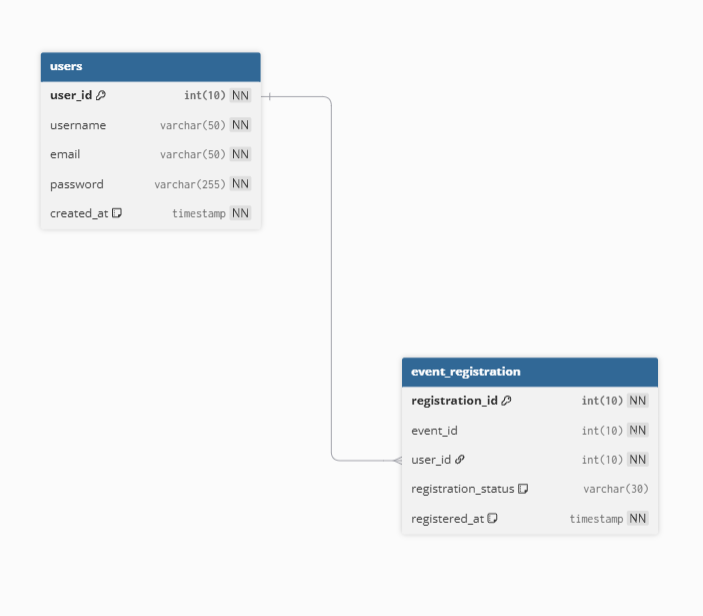 users
user_id int(10) NN
username varchar(50) NN
email varchar(50) NN
password varchar(255) NN
created_at timestamp NN
event_registration
registration_id int(10) NN
event_id int(10) NN
user_id int(10) NN
registration_status varchar(30)
registered_at timestamp NN